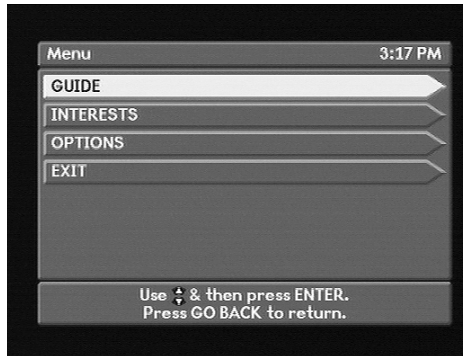 Menu 3:17 PM
GUIDE
INTERESTS
OPTIONS
EXIT
Use & then press ENTER.
Press GO BACK to return.